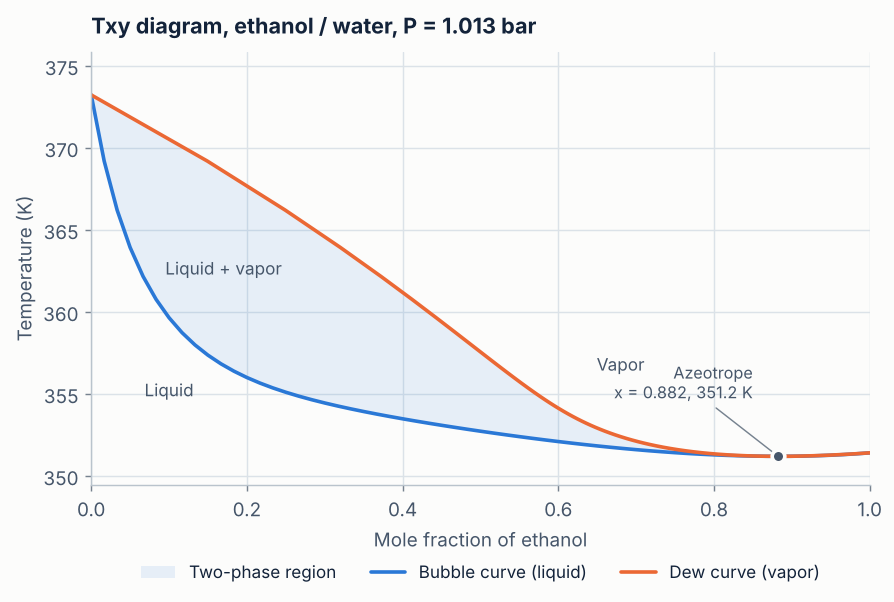 Txy diagram, ethanol / water, P = 1.013 bar
375
370
365
360
355
350
Temperature (K)
Liquid + vapor
Liquid
Vapor
Azeotrope
x = 0.882, 351.2 K
0.0
0.2
0.4
0.6
0.8
1.0
Mole fraction of ethanol
Two-phase region
Bubble curve (liquid)
Dew curve (vapor)